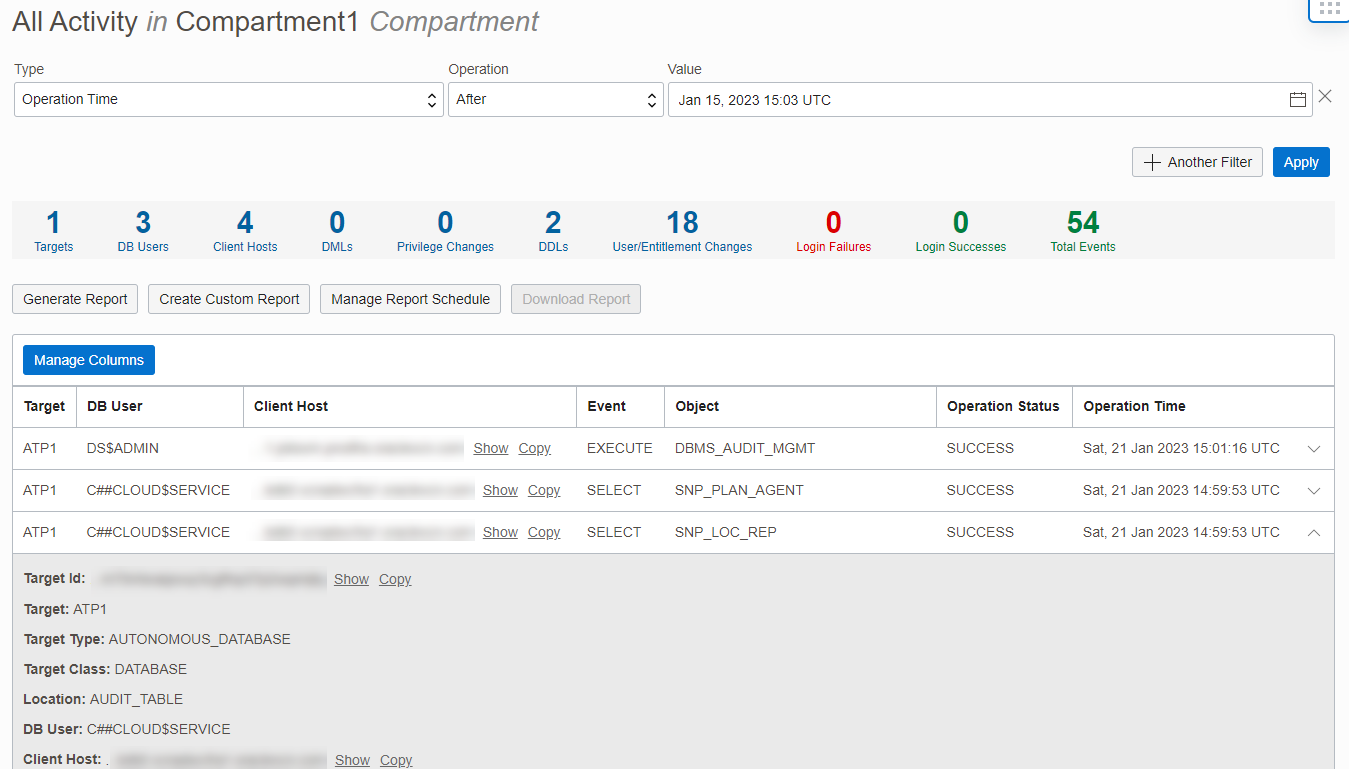 All Activity in Compartment1 Compartment
Type Operation Value
Operation Time After Jan 15, 2023 15:03 UTC
Another Filter Apply
1 3 4 0 0 2 18 0 0 54
Targets DB Users Client Hosts DMLs Privilege Changes DDLs User/Entitlement Changes Login Failures Login Successes Total Events
Generate Report Create Custom Report Manage Report Schedule Download Report
Manage Columns
Target DB User Client Host Event Object Operation Status Operation Time
ATP1 DS$ADMIN Show Copy EXECUTE DBMS_AUDIT_MGMT SUCCESS Sat, 21 Jan 2023 15:01:16 UTC
ATP1 C##CLOUD$SERVICE Show Copy SELECT SNP_PLAN_AGENT SUCCESS Sat, 21 Jan 2023 14:59:53 UTC
ATP1 C##CLOUD$SERVICE Show Copy SELECT SNP_LOC_REP SUCCESS Sat, 21 Jan 2023 14:59:53 UTC
Target Id: Show Copy
Target: ATP1
Target Type: AUTONOMOUS_DATABASE
Target Class: DATABASE
Location: AUDIT_TABLE
DB User: C##CLOUD$SERVICE
Client Host: . Show Copy